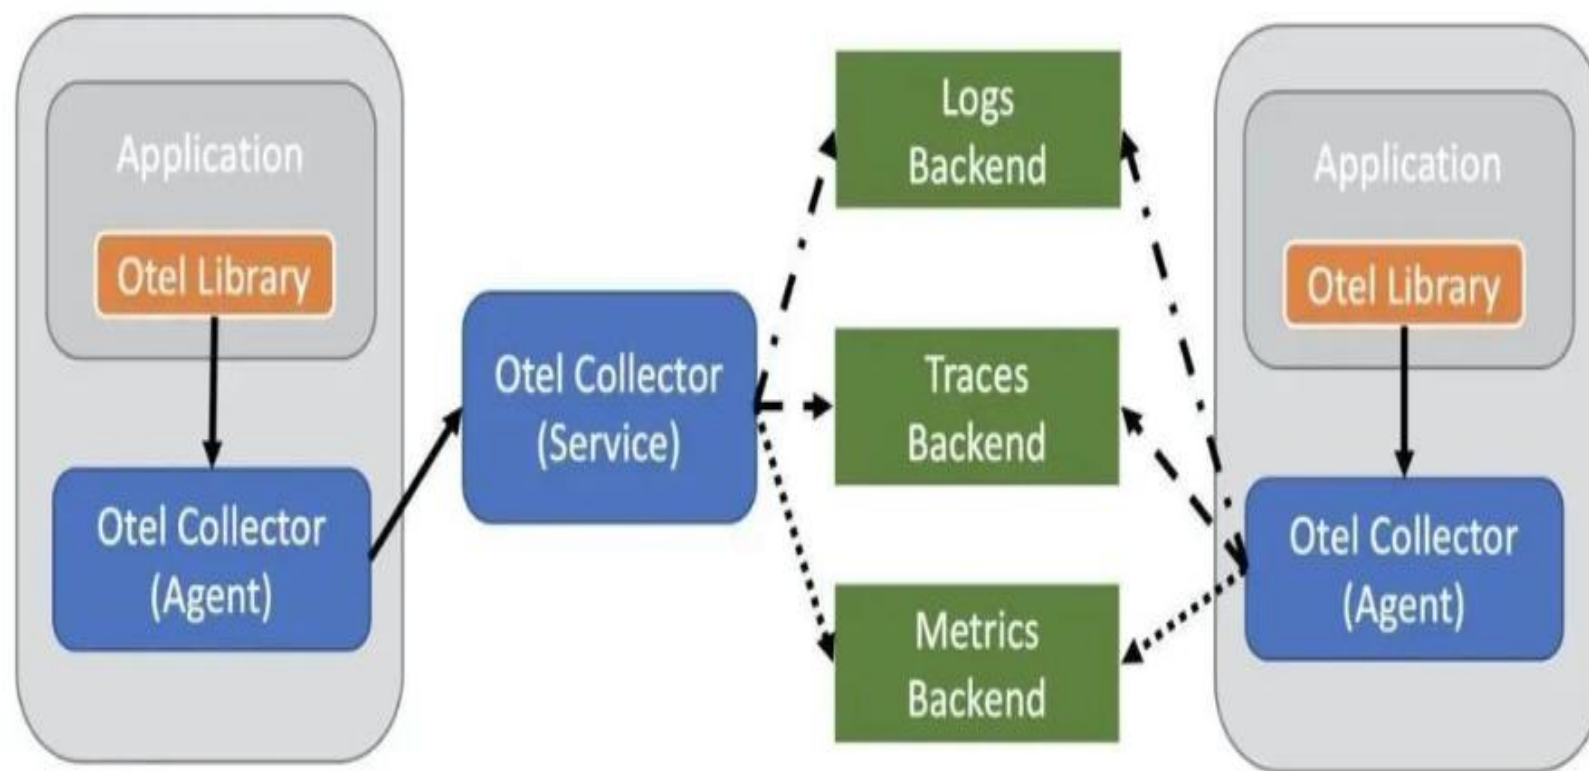 Application
Otel Library
Otel Collector
(Agent)
Otel Collector
(Service)
Logs
Backend
Traces
Backend
Metrics
Backend
Application
Otel Library
Otel Collector
(Agent)